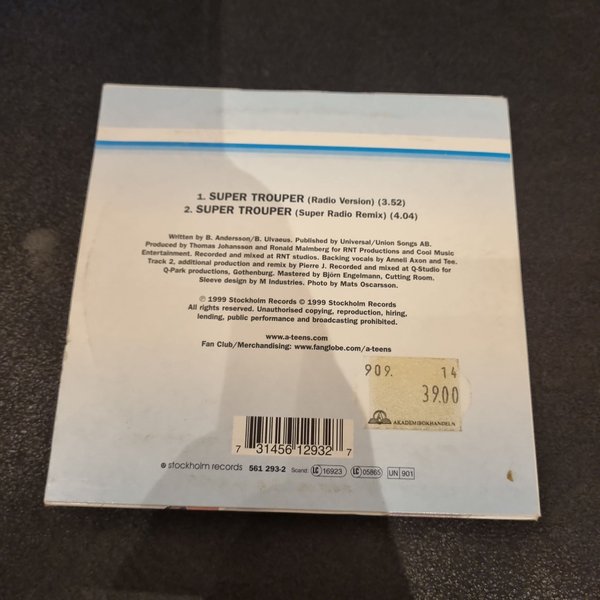 1. SUPER TROUPER (Radio Version) (3.52)
2. SUPER TROUPER (Super Radio Remix) (4.04)
Written by B. Andersson/B. Ulvaeus. Published by Universal/Union Songs AB.
Produced by Thomas Johansson and Ronald Malmberg for RNT Productions and Cool Music
Entertainment. Recorded and mixed at RNT studios. Backing vocals by Anneli Axon and Tee.
Track 2, additional production and remix by Pierre J. Recorded and mixed at Q-Studio for
Q-Park productions, Gothenburg. Mastered by Björn Engelmann, Cutting Room.
Sleeve design by M Industries. Photo by Mats Oscarsson.
℗ 1999 Stockholm Records © 1999 Stockholm Records
All rights reserved. Unauthorised copying, reproduction, hiring,
lending, public performance and broadcasting prohibited.
www.a-teens.com
Fan Club/Merchandising: www.fanglobe.com/a-teens
909. 14
39.00
AKADEMIBOKHANDELN
7 31456 12932 7
stockholm records 561 293-2 Scand: LC 16923 LC 05865 UN 901